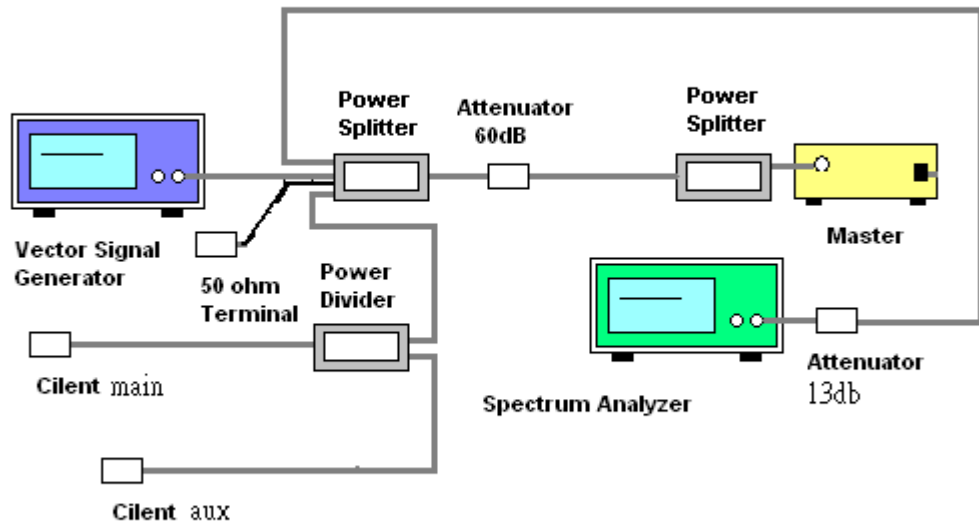 Power
Splitter
Attenuator
60dB
Power
Splitter
Vector Signal
Generator
50 ohm
Terminal
Power
Divider
Master
Cilent main
Spectrum Analyzer
Attenuator
13db
Cilent aux